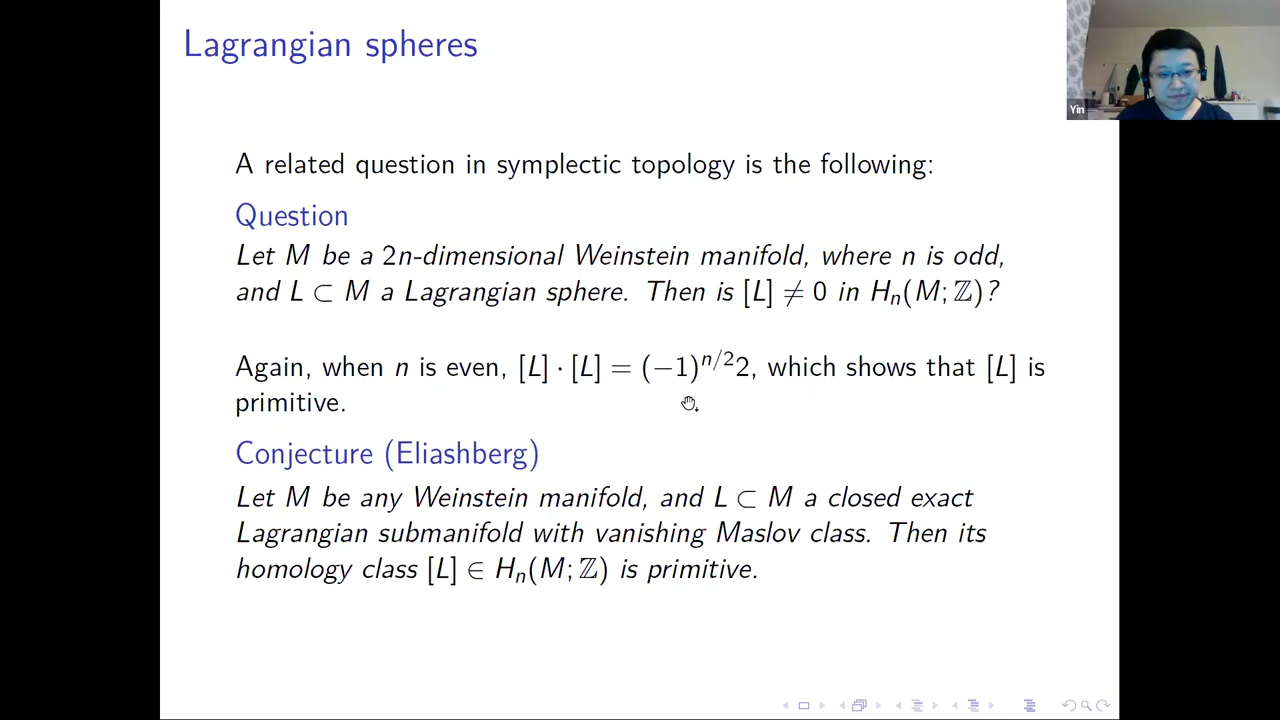 Lagrangian spheres
Yin
A related question in symplectic topology is the following:
Question
Let M be a 2n-dimensional Weinstein manifold, where n is odd,
and L ⊂ M a Lagrangian sphere. Then is [L] ≠ 0 in Hₙ(M; ℤ)?
Again, when n is even, [L] · [L] = (−1)^{n/2}2, which shows that [L] is
primitive.
Conjecture (Eliashberg)
Let M be any Weinstein manifold, and L ⊂ M a closed exact
Lagrangian submanifold with vanishing Maslov class. Then its
homology class [L] ∈ Hₙ(M; ℤ) is primitive.